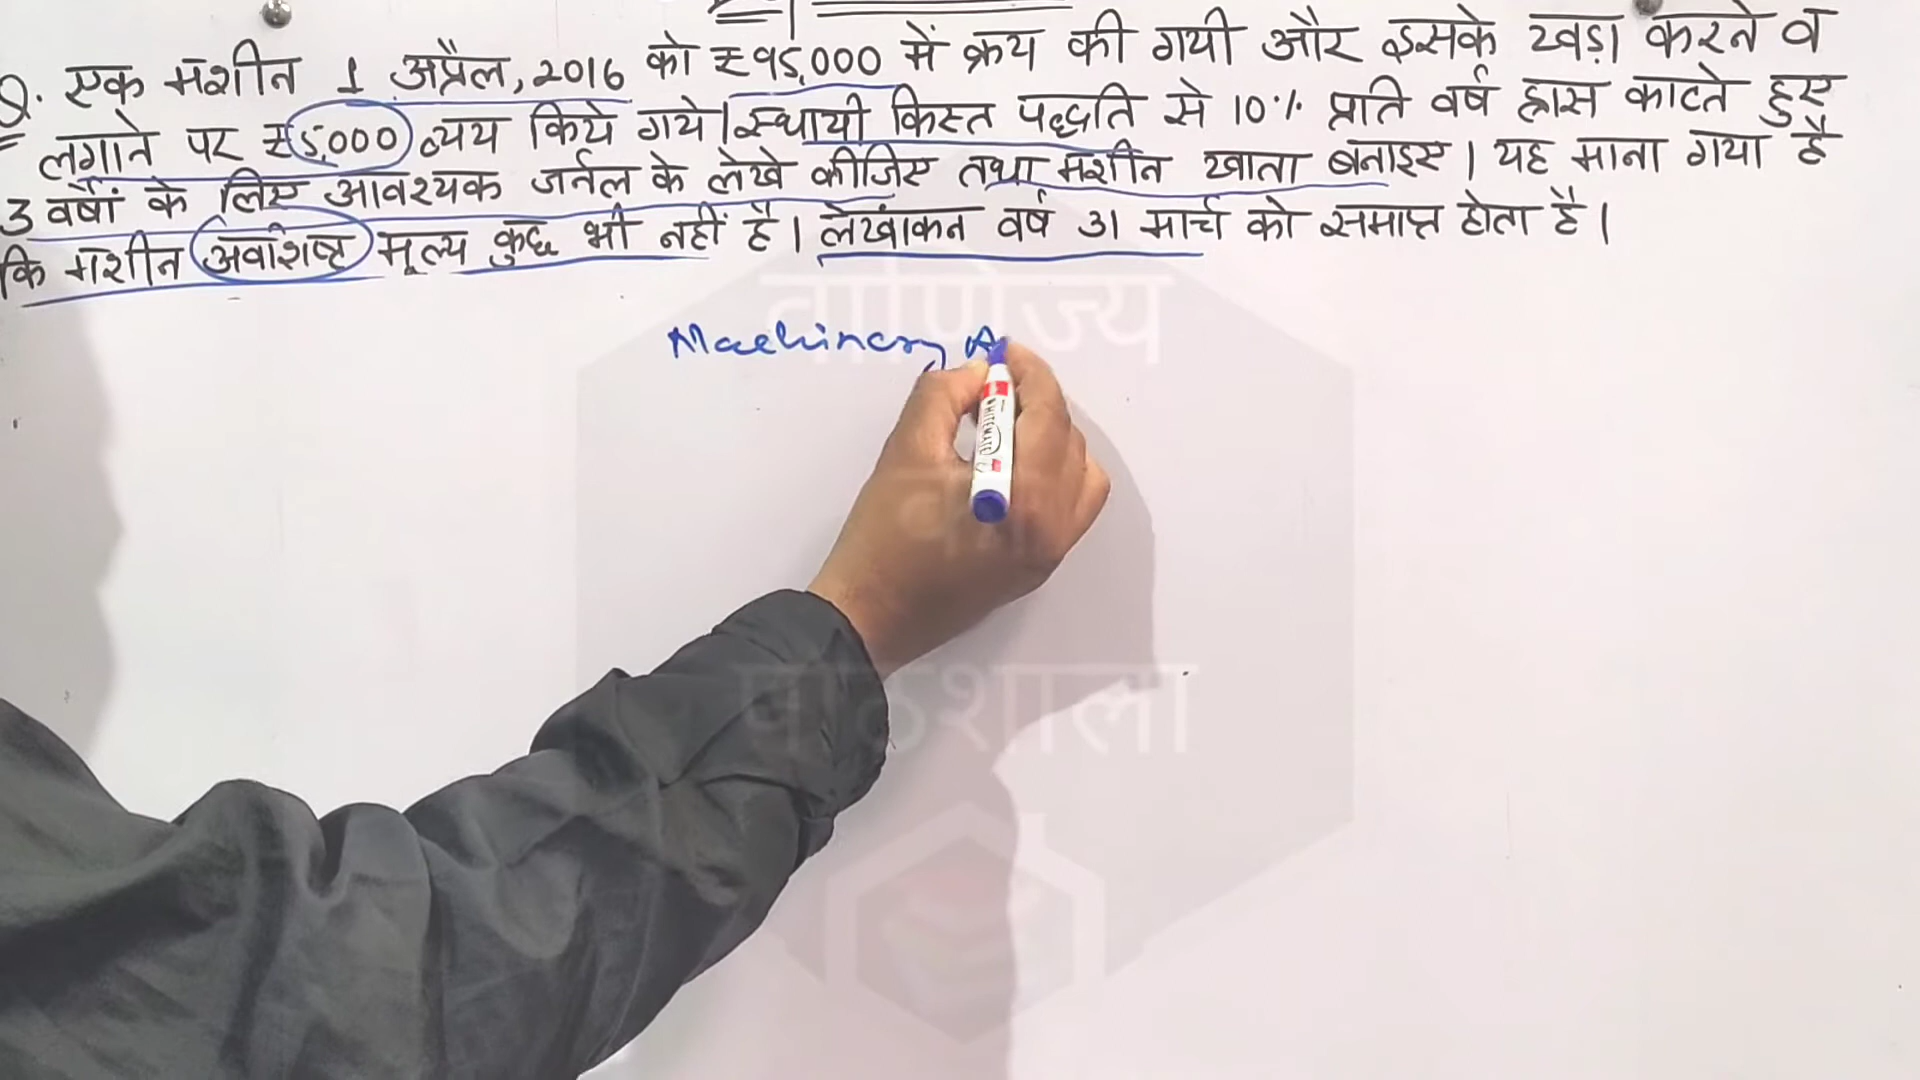 Q. एक मशीन 1 अप्रैल, 2016 को ₹95,000 में क्रय की गयी और इसके खड़ा करने व
लगाने पर ₹5,000 व्यय किये गये। स्थायी किस्त पद्धति से 10% प्रति वर्ष ह्रास काटते हुए
3 वर्षों के लिए आवश्यक जर्नल के लेखे कीजिए तथा मशीन खाता बनाइए। यह माना गया है
कि मशीन अवशिष्ट मूल्य कुछ भी नहीं है। लेखांकन वर्ष 31 मार्च को समाप्त होता है।
Machinery A
वाणिज्य
पाठशाला
WHITEMATE